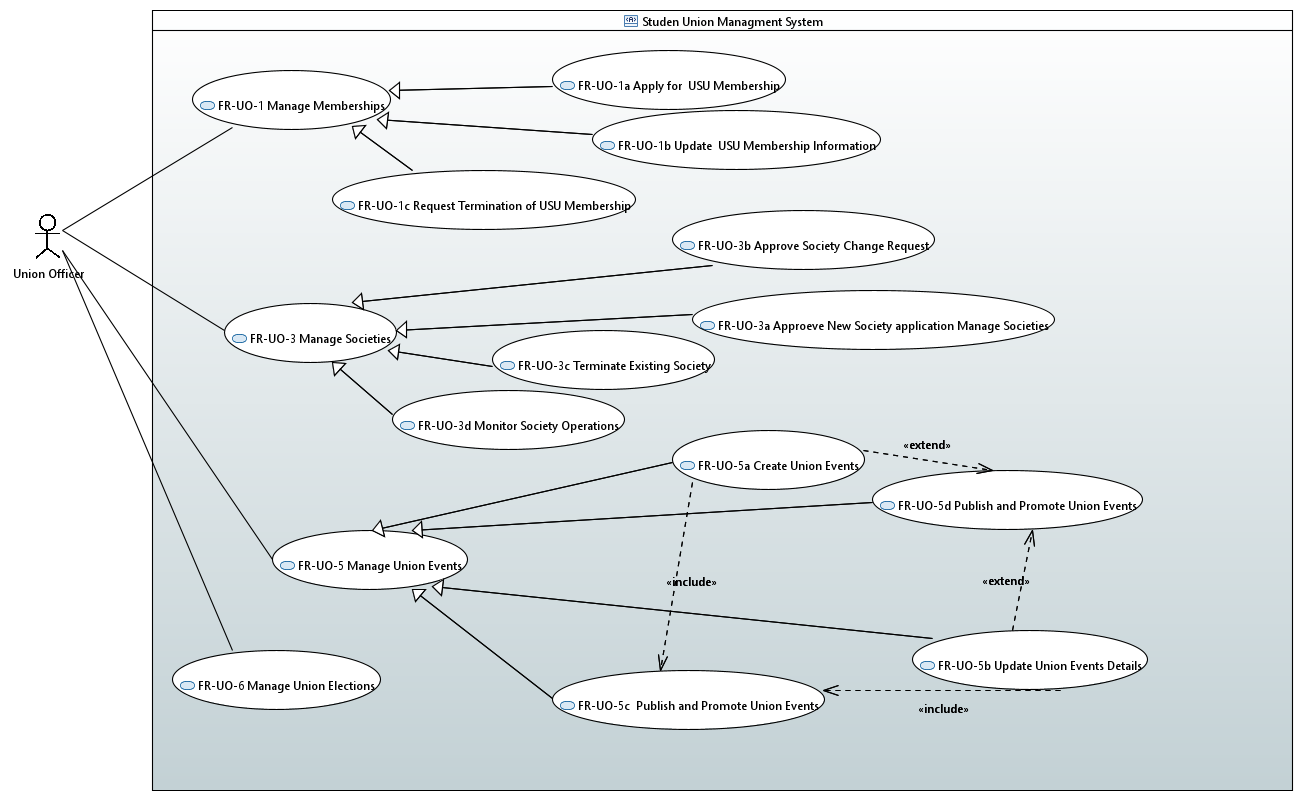 Studen Union Managment System
FR-UO-1a Apply for  USU Membership
FR-UO-1 Manage Memberships
FR-UO-1b Update  USU Membership Information
FR-UO-1c Request Termination of USU Membership
FR-UO-3b Approve Society Change Request
Union Officer
FR-UO-3a Approeve New Society application Manage Societies
FR-UO-3 Manage Societies
FR-UO-3c Terminate Existing Society
FR-UO-3d Monitor Society Operations
«extend»
FR-UO-5a Create Union Events
FR-UO-5d Publish and Promote Union Events
FR-UO-5 Manage Union Events
«include»
«extend»
FR-UO-5b Update Union Events Details
FR-UO-6 Manage Union Elections
FR-UO-5c  Publish and Promote Union Events
«include»